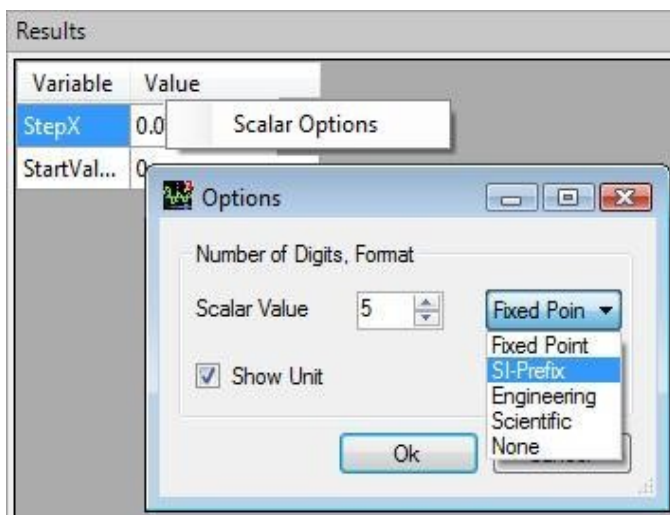 Results
Variable Value
StepX 0.0
Scalar Options
StartVal... 0
Options
Number of Digits, Format
Scalar Value 5 Fixed Poin
Fixed Point
SI-Prefix
Show Unit
Engineering
Scientific
None
Ok